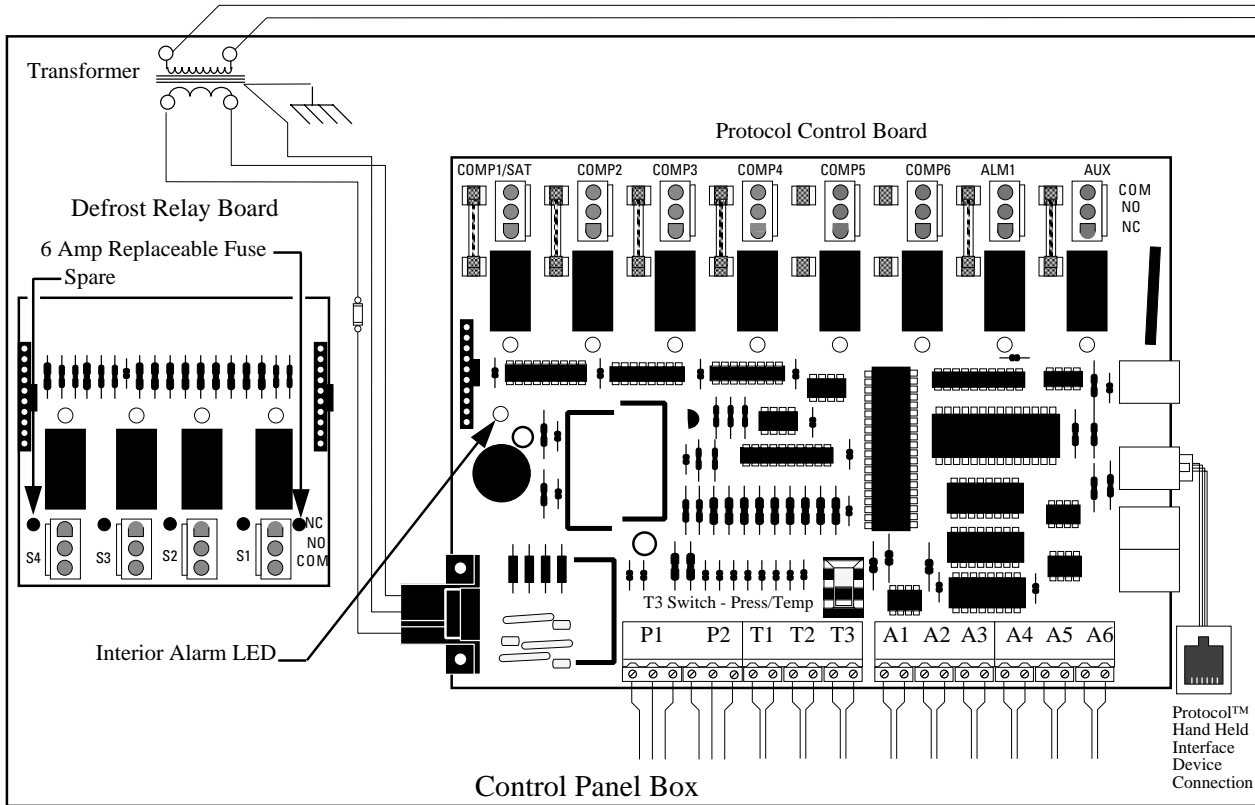 Transformer
Protocol Control Board
COMP1/SAT COMP2 COMP3 COMP4 COMP5 COMP6 ALM1 AUX
COM
NO
NC
Defrost Relay Board
6 Amp Replaceable Fuse
Spare
S4 S3 S2 S1
NC
NO
COM
Interior Alarm LED
T3 Switch - Press/Temp
P1 P2 T1 T2 T3 A1 A2 A3 A4 A5 A6
Protocol™
Hand Held
Interface
Device
Connection
Control Panel Box